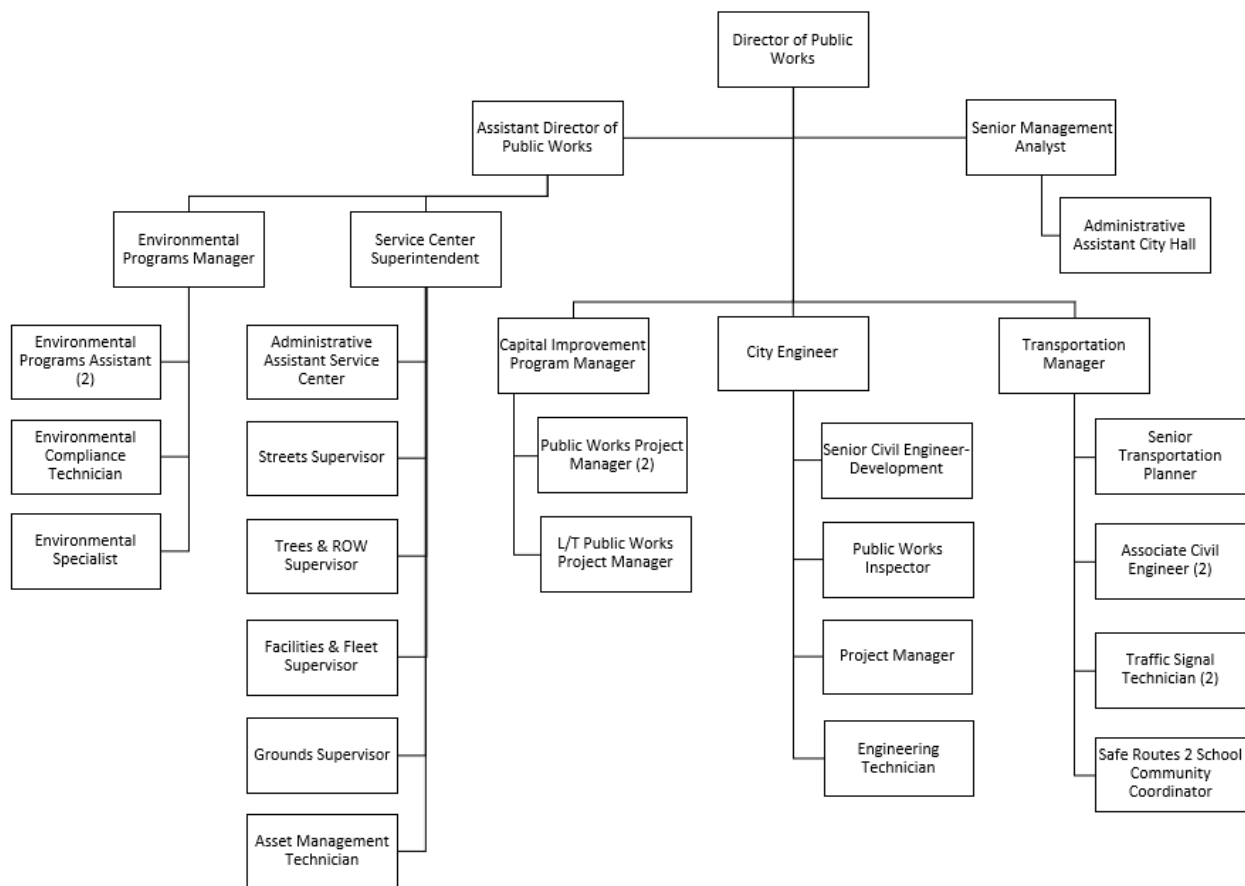 Director of Public
Works
Assistant Director of
Public Works
Senior Management
Analyst
Environmental
Programs Manager
Service Center
Superintendent
Administrative
Assistant City Hall
Environmental
Programs Assistant
(2)
Environmental
Compliance
Technician
Environmental
Specialist
Administrative
Assistant Service
Center
Streets Supervisor
Trees & ROW
Supervisor
Facilities & Fleet
Supervisor
Grounds Supervisor
Asset Management
Technician
Capital Improvement
Program Manager
Public Works Project
Manager (2)
L/T Public Works
Project Manager
City Engineer
Senior Civil Engineer-
Development
Public Works
Inspector
Project Manager
Engineering
Technician
Transportation
Manager
Senior
Transportation
Planner
Associate Civil
Engineer (2)
Traffic Signal
Technician (2)
Safe Routes 2 School
Community
Coordinator